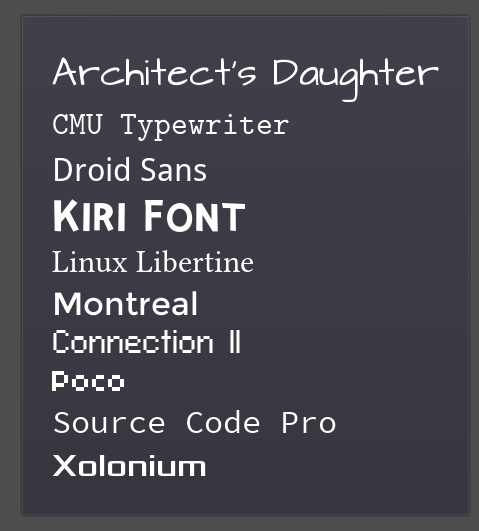 Architect's Daughter
CMU Typewriter
Droid Sans
KIRI FONT
Linux Libertine
Montreal
Connection II
Poco
Source Code Pro
Xolonium